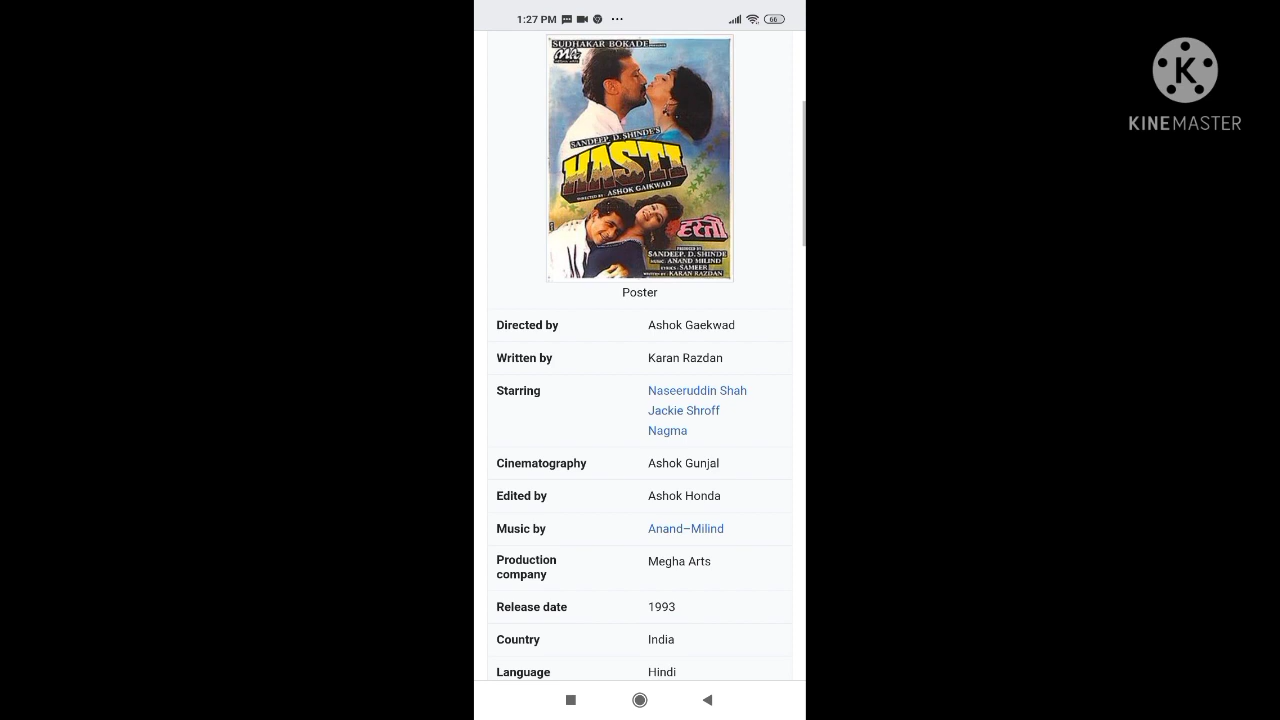 1:27 PM
66
SUDHAKAR BOKADE PRESENTS
SANDEEP. D. SHINDE'S
HASTI
DIRECTED BY: ASHOK GAIKWAD
हस्ती
PRODUCED BY
SANDEEP. D. SHINDE
MUSIC: ANAND MILIND
LYRICS: SAMEER
WRITTEN BY: KARAN RAZDAN
Poster
Directed by Ashok Gaekwad
Written by Karan Razdan
Starring Naseeruddin Shah
Jackie Shroff
Nagma
Cinematography Ashok Gunjal
Edited by Ashok Honda
Music by Anand–Milind
Production Megha Arts
company
Release date 1993
Country India
Language Hindi
K
KINEMASTER